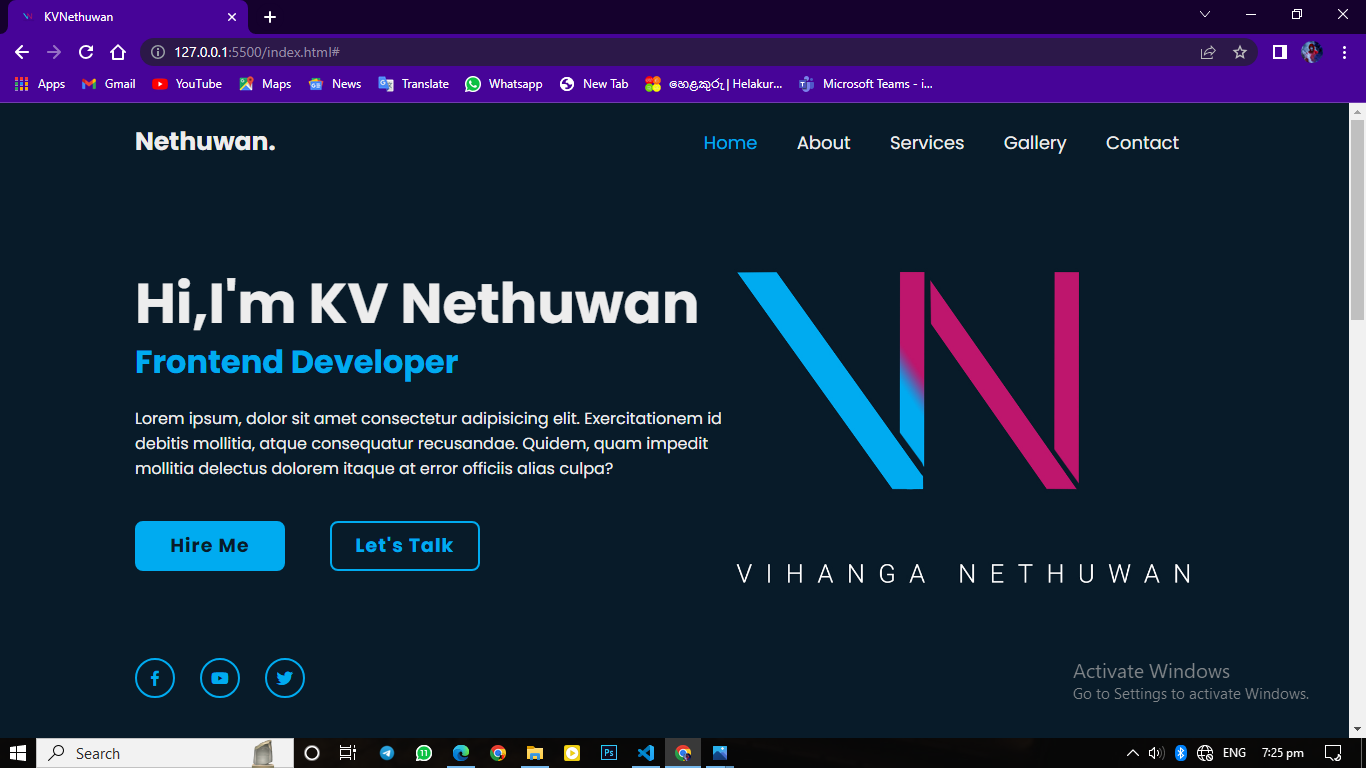 KVNethuwan
127.0.0.1:5500/index.html#
Apps Gmail YouTube Maps News Translate Whatsapp New Tab හෙළකුරු | Helakur... Microsoft Teams - i...
Nethuwan.
Home About Services Gallery Contact
Hi,I'm KV Nethuwan
Frontend Developer
Lorem ipsum, dolor sit amet consectetur adipisicing elit. Exercitationem id
debitis mollitia, atque consequatur recusandae. Quidem, quam impedit
mollitia delectus dolorem itaque at error officiis alias culpa?
Hire Me Let's Talk
VN
VIHANGA NETHUWAN
Activate Windows
Go to Settings to activate Windows.
Search 11 Ps ENG 7:25 pm